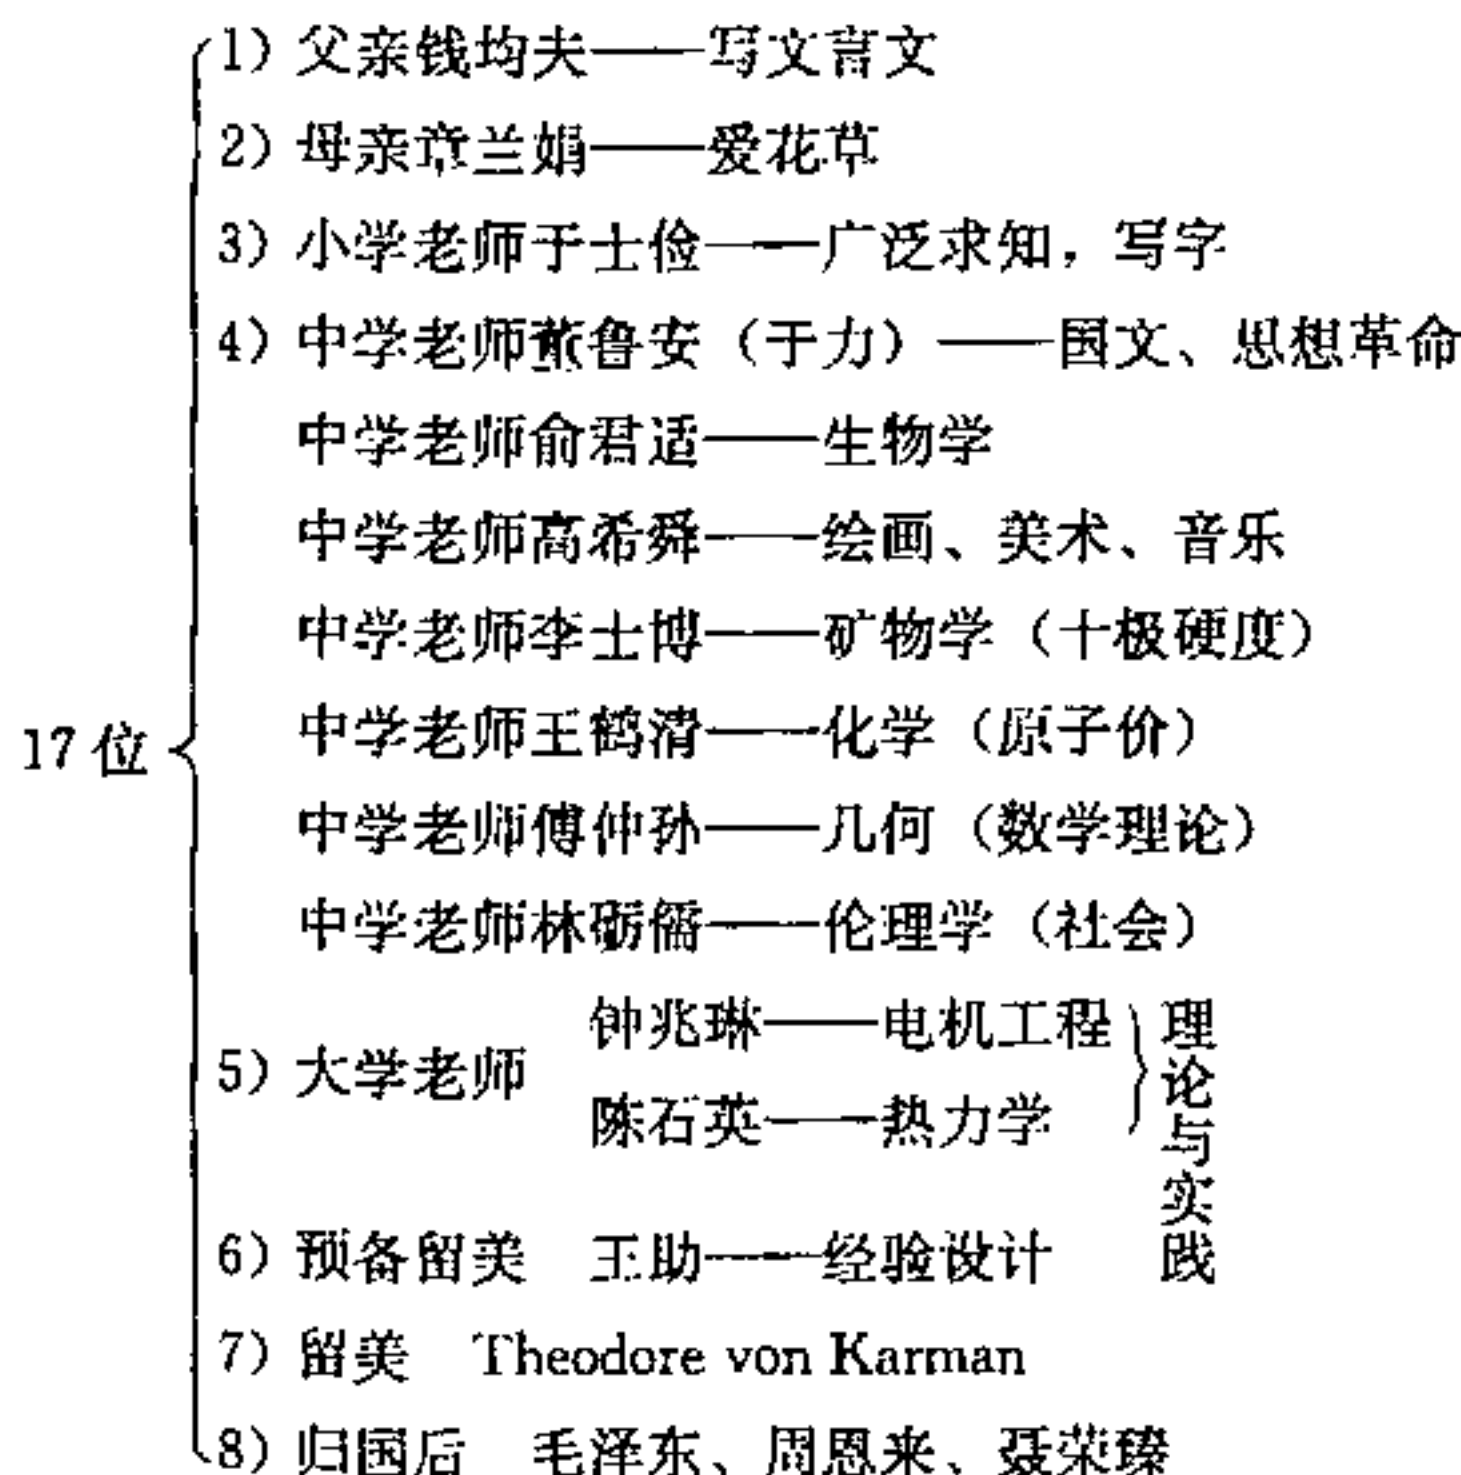 1) 父亲钱均夫——写文言文
2) 母亲章兰娟——爱花草
3) 小学老师于士俭——广泛求知，写字
4) 中学老师董鲁安（于力）——国文、思想革命
中学老师俞君适——生物学
中学老师高希舜——绘画、美术、音乐
中学老师李士博——矿物学（十极硬度）
17 位
中学老师王鹤清——化学（原子价）
中学老师傅仲孙——几何（数学理论）
中学老师林砺儒——伦理学（社会）
5) 大学老师
钟兆琳——电机工程
陈石英——热力学
理论与实践
6) 预备留美 王助——经验设计
7) 留美 Theodore von Karman
8) 归国后 毛泽东、周恩来、聂荣臻